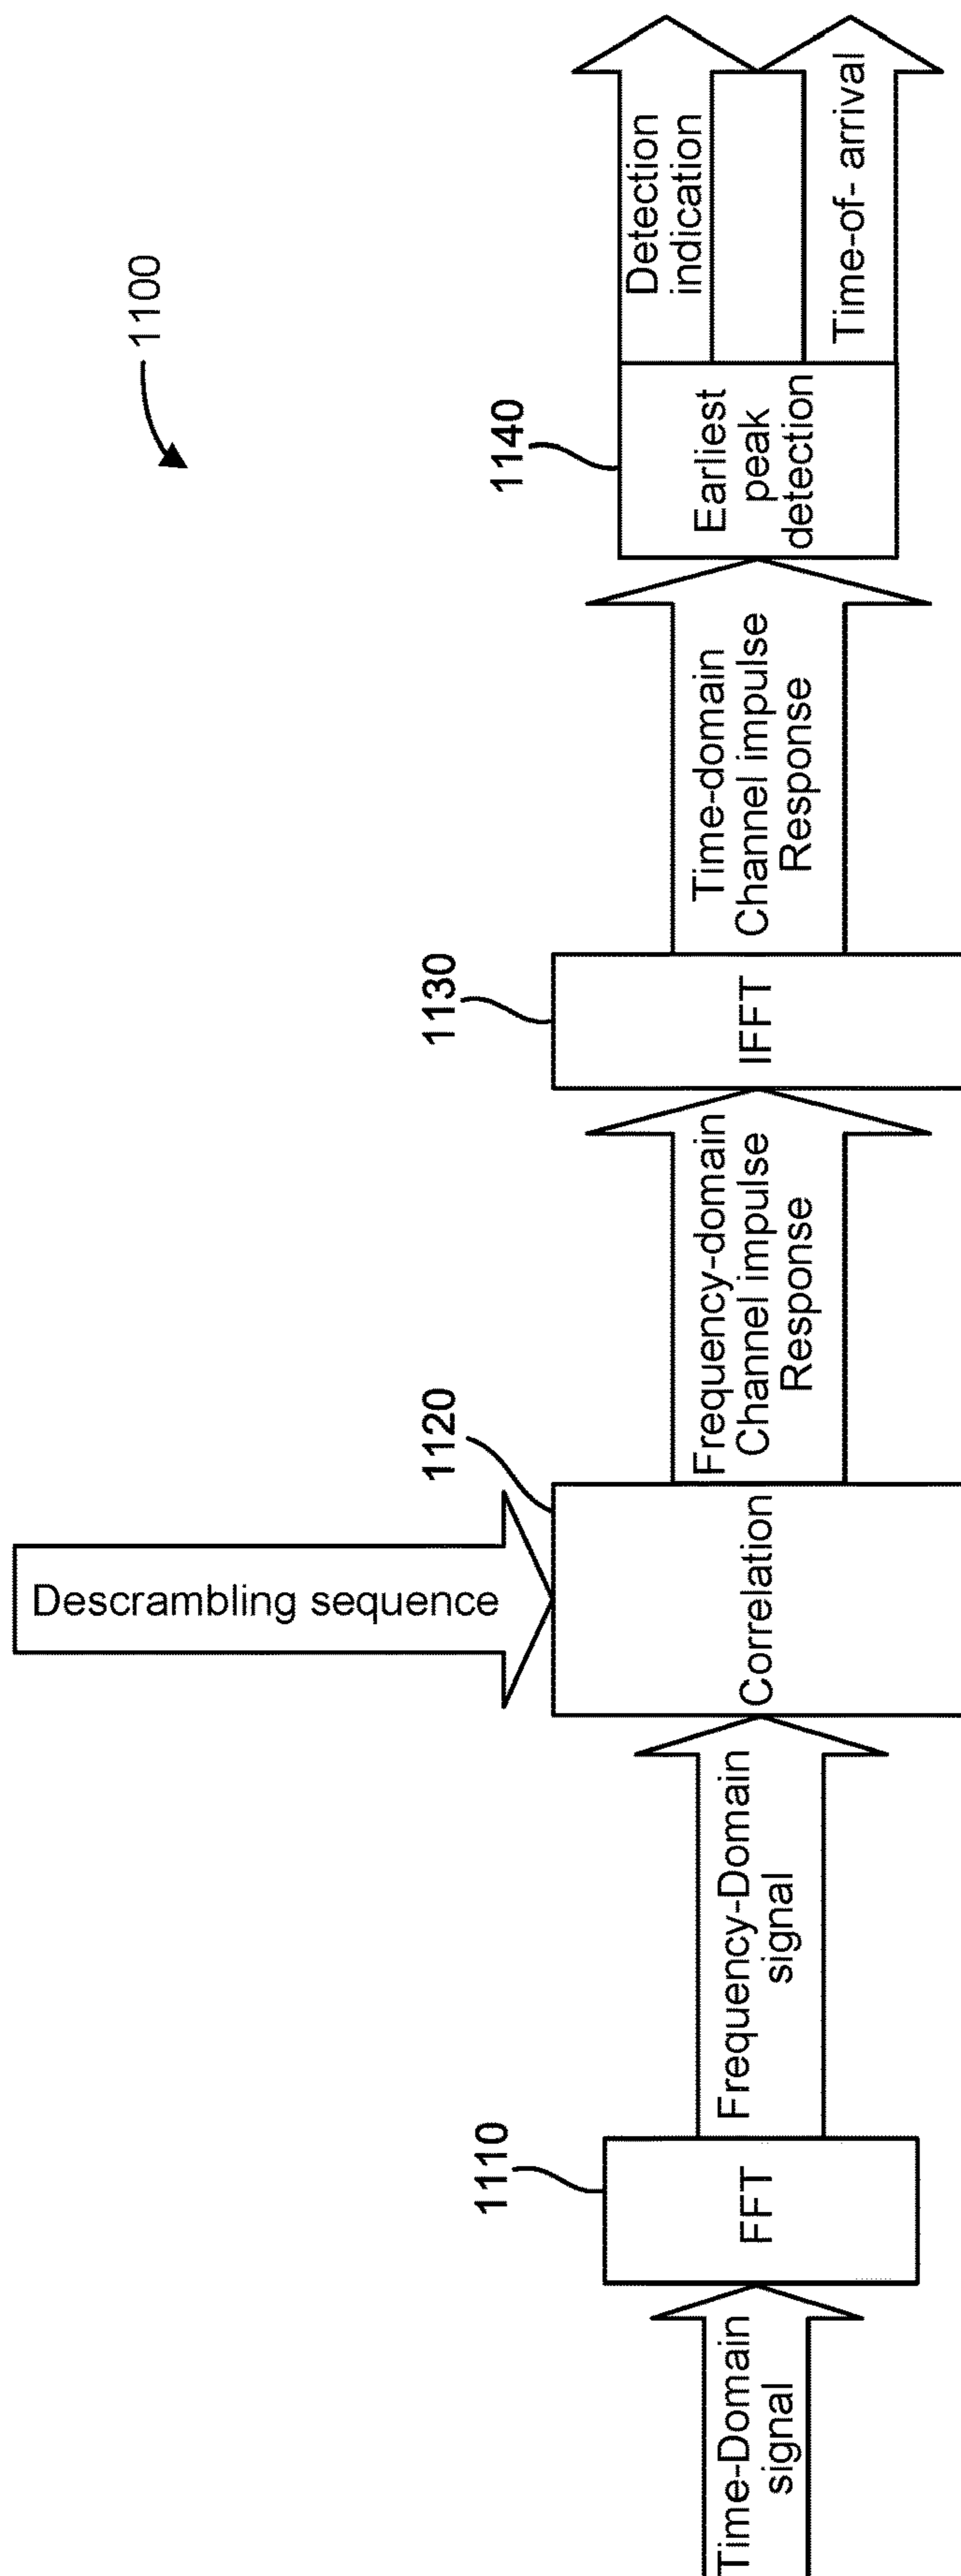 1100
Time-Domain
signal
1110
FFT
Frequency-Domain
signal
Descrambling sequence
1120
Correlation
Frequency-domain
Channel impulse
Response
1130
IFFT
Time-domain
Channel impulse
Response
1140
Earliest
peak
detection
Detection
indication
Time-of- arrival